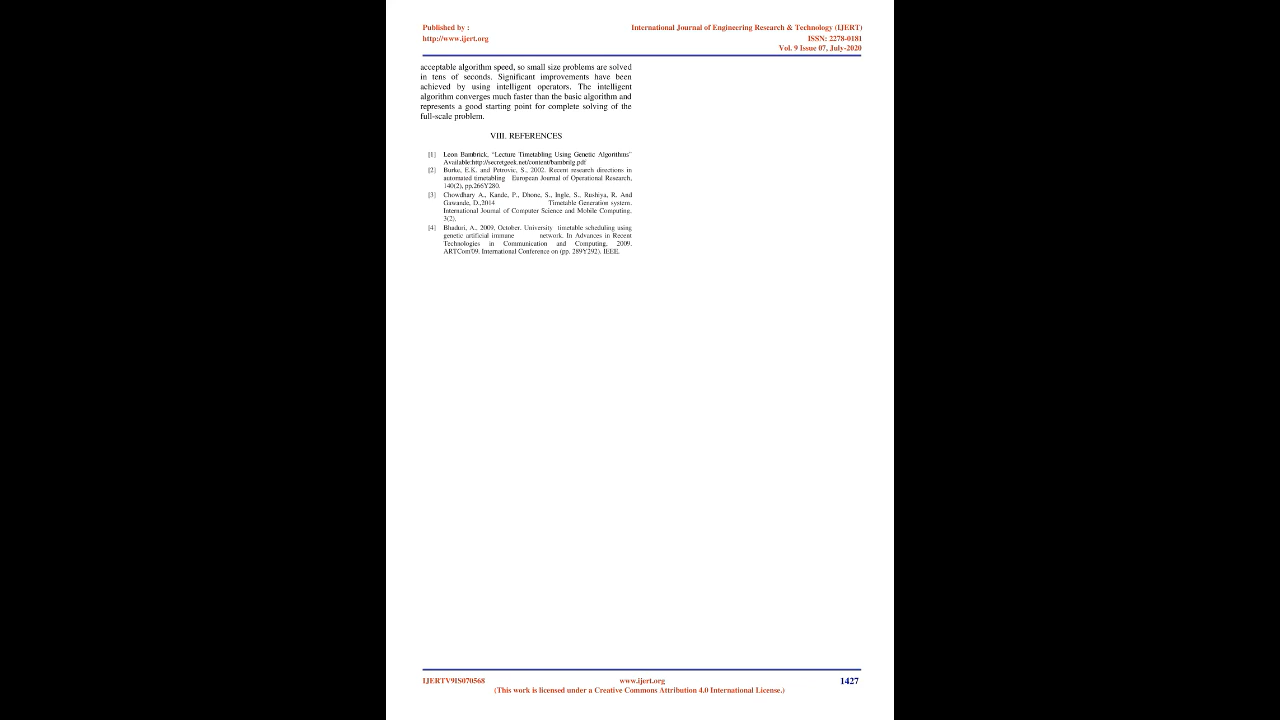 Published by :
http://www.ijert.org
International Journal of Engineering Research & Technology (IJERT)
ISSN: 2278-0181
Vol. 9 Issue 07, July-2020
acceptable algorithm speed, so small size problems are solved
in tens of seconds. Significant improvements have been
achieved by using intelligent operators. The intelligent
algorithm converges much faster than the basic algorithm and
represents a good starting point for complete solving of the
full-scale problem.
VIII. REFERENCES
[1] Leon Bambrick, “Lecture Timetabling Using Genetic Algorithms”
Available:http://secretgeek.net/content/bambrilg.pdf
[2] Burke, E.K. and Petrovic, S., 2002. Recent research directions in
automated timetabling European Journal of Operational Research,
140(2), pp.266Y280.
[3] Chowdhary A., Kande, P., Dhone, S., Ingle, S., Rushiya, R. And
Gawande, D.,2014 Timetable Generation system.
International Journal of Computer Science and Mobile Computing,
3(2).
[4] Bhaduri, A., 2009, October. University timetable scheduling using
genetic artificial immune network. In Advances in Recent
Technologies in Communication and Computing, 2009.
ARTCom'09. International Conference on (pp. 289Y292). IEEE.
IJERTV9IS070568
www.ijert.org
1427
(This work is licensed under a Creative Commons Attribution 4.0 International License.)